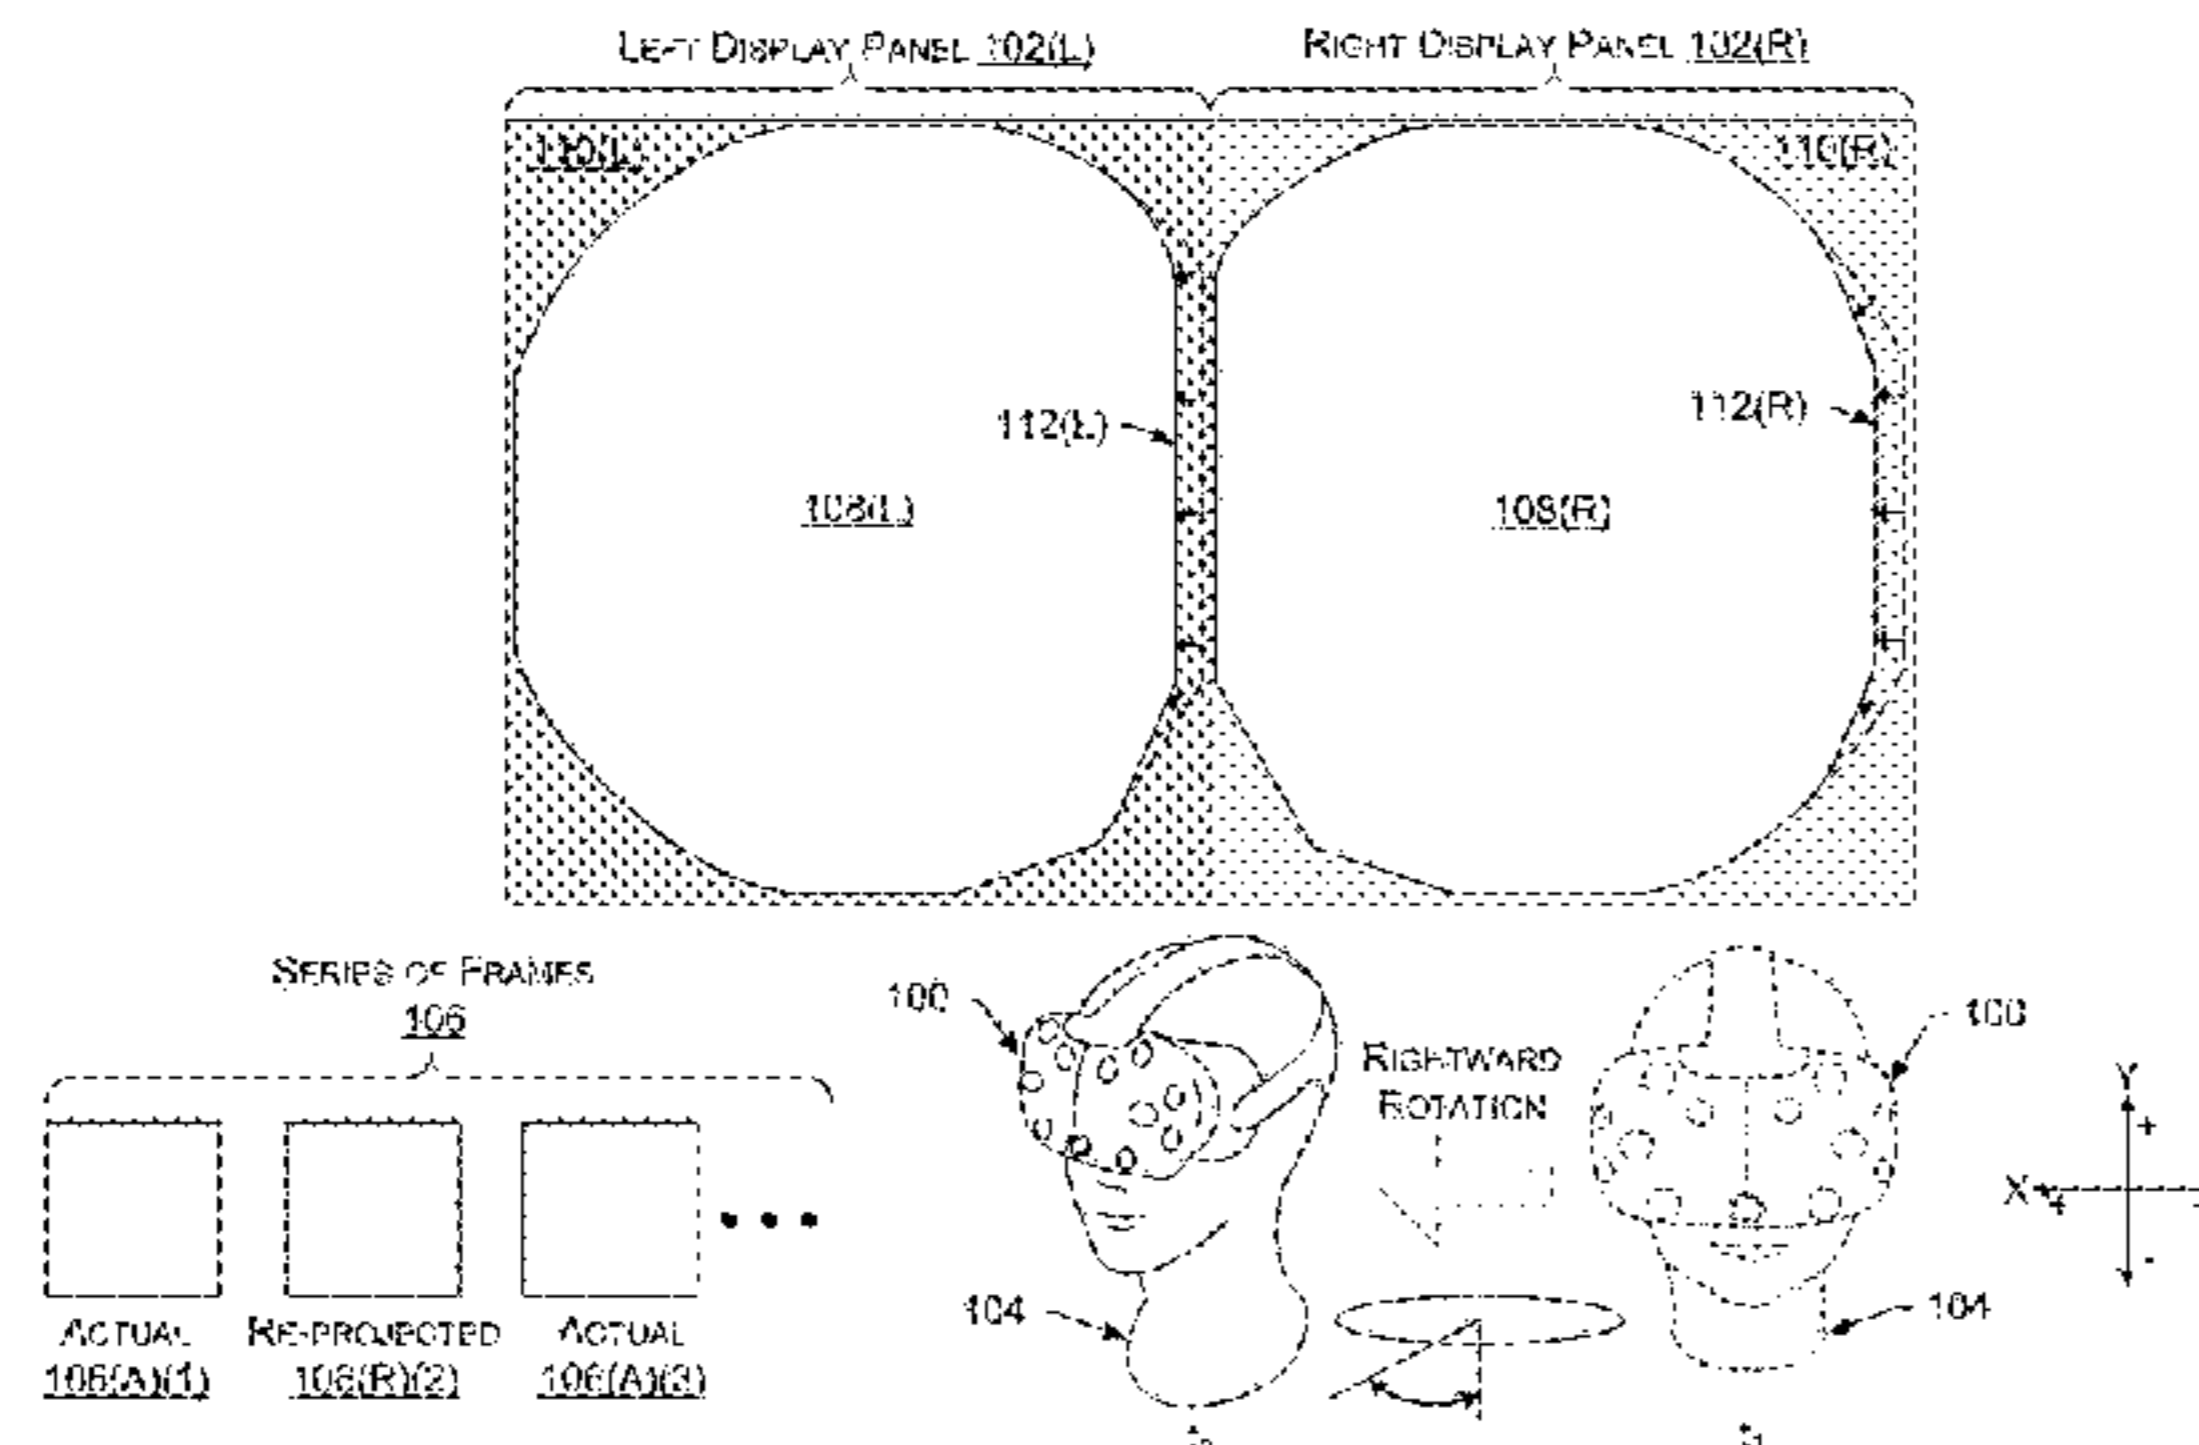 LEFT DISPLAY PANEL 102(L)
RIGHT DISPLAY PANEL 102(R)
110(L)
110(R)
112(L)
112(R)
108(L)
108(R)
SERIES OF FRAMES
106
100
RIGHTWARD
ROTATION
100
Y
+
X
+
-
104
104
ACTUAL
106(A)(1)
RE-PROJECTED
106(R)(2)
ACTUAL
106(A)(3)